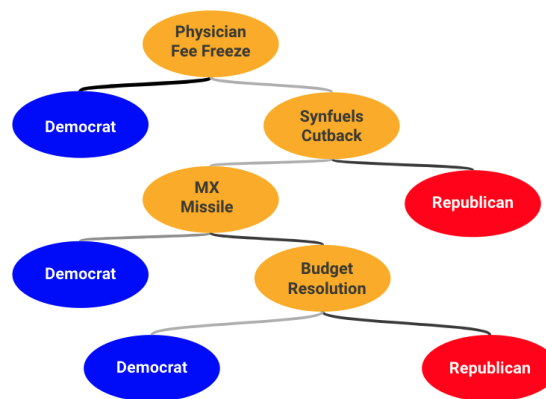 Physician
Fee Freeze
Democrat
Synfuels
Cutback
MX
Missile
Republican
Democrat
Budget
Resolution
Democrat
Republican